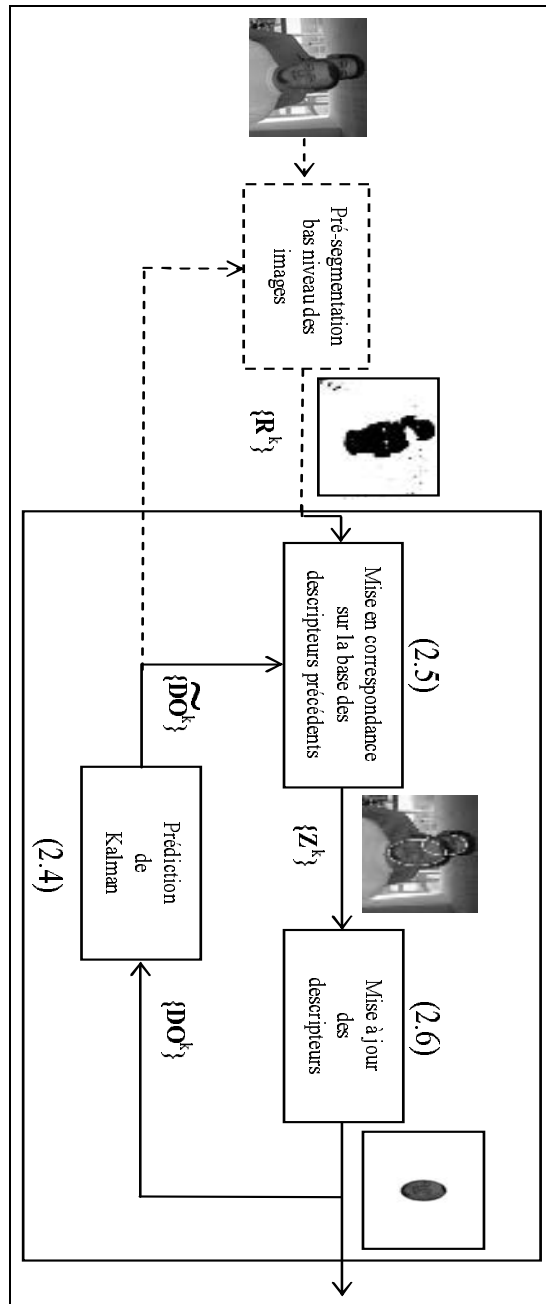 Pré-segmentation
bas niveau des
images
{R^k}
(2.5)
Mise en correspondance
sur la base des
descripteurs précédents
{Z^k}
(2.6)
Mise à jour
des
descripteurs
{D̃O^k}
Prédiction
de
Kalman
(2.4)
{DO^k}